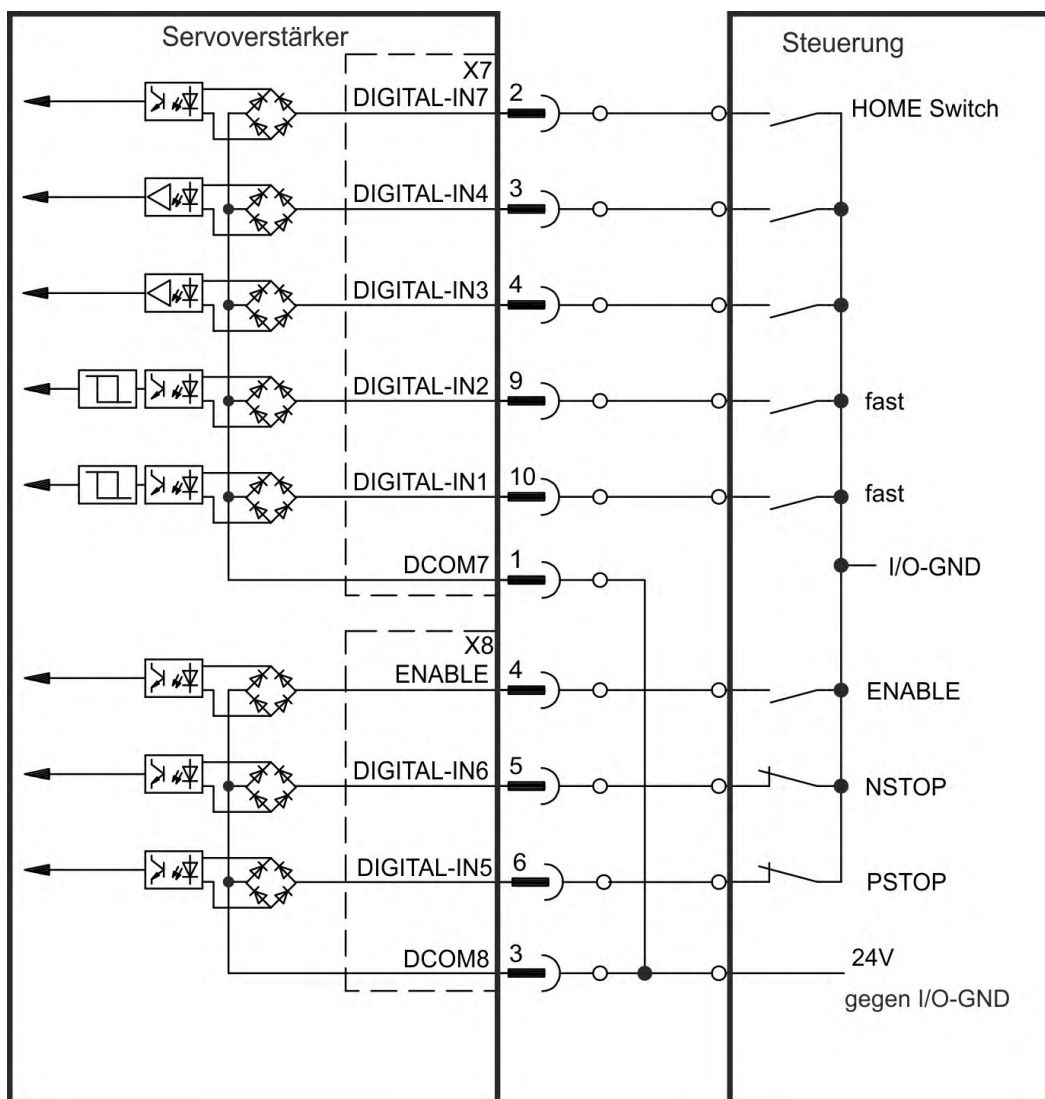 Servoverstärker
Steuerung
X7
DIGITAL-IN7
2
HOME Switch
DIGITAL-IN4
3
DIGITAL-IN3
4
DIGITAL-IN2
9
fast
DIGITAL-IN1
10
fast
DCOM7
1
I/O-GND
X8
ENABLE
4
ENABLE
DIGITAL-IN6
5
NSTOP
DIGITAL-IN5
6
PSTOP
DCOM8
3
24V
gegen I/O-GND